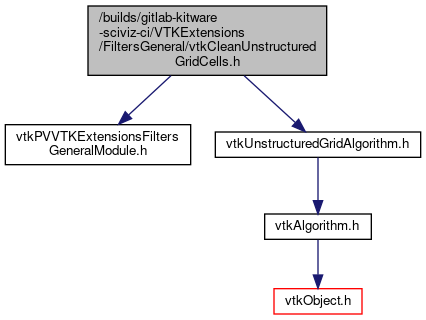 /builds/gitlab-kitware
-sciviz-ci/VTKExtensions
/FiltersGeneral/vtkCleanUnstructured
GridCells.h
vtkPVVTKExtensionsFilters
GeneralModule.h
vtkUnstructuredGridAlgorithm.h
vtkAlgorithm.h
vtkObject.h